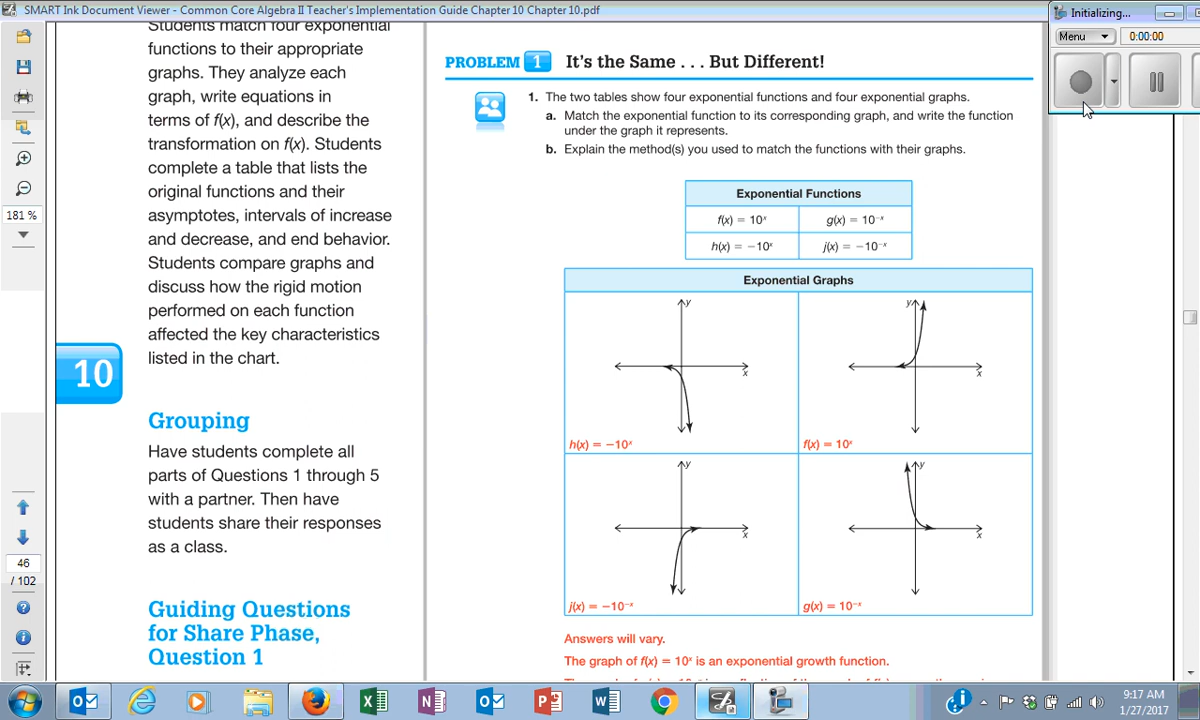 SMART Ink Document Viewer - Common Core Algebra II Teacher's Implementation Guide Chapter 10 Chapter 10.pdf
Initializing...
Menu
0:00:00
181 %
46
/ 102
Students match four exponential
functions to their appropriate
graphs. They analyze each
graph, write equations in
terms of f(x), and describe the
transformation on f(x). Students
complete a table that lists the
original functions and their
asymptotes, intervals of increase
and decrease, and end behavior.
Students compare graphs and
discuss how the rigid motion
performed on each function
affected the key characteristics
listed in the chart.
10
Grouping
Have students complete all
parts of Questions 1 through 5
with a partner. Then have
students share their responses
as a class.
Guiding Questions
for Share Phase,
Question 1
PROBLEM 1 It's the Same . . . But Different!
1. The two tables show four exponential functions and four exponential graphs.
a. Match the exponential function to its corresponding graph, and write the function
under the graph it represents.
b. Explain the method(s) you used to match the functions with their graphs.
Exponential Functions
f(x) = 10ˣ g(x) = 10⁻ˣ
h(x) = −10ˣ j(x) = −10⁻ˣ
Exponential Graphs
y y
x x
h(x) = −10ˣ f(x) = 10ˣ
y y
x x
j(x) = −10⁻ˣ g(x) = 10⁻ˣ
Answers will vary.
The graph of f(x) = 10ˣ is an exponential growth function.
9:17 AM
1/27/2017